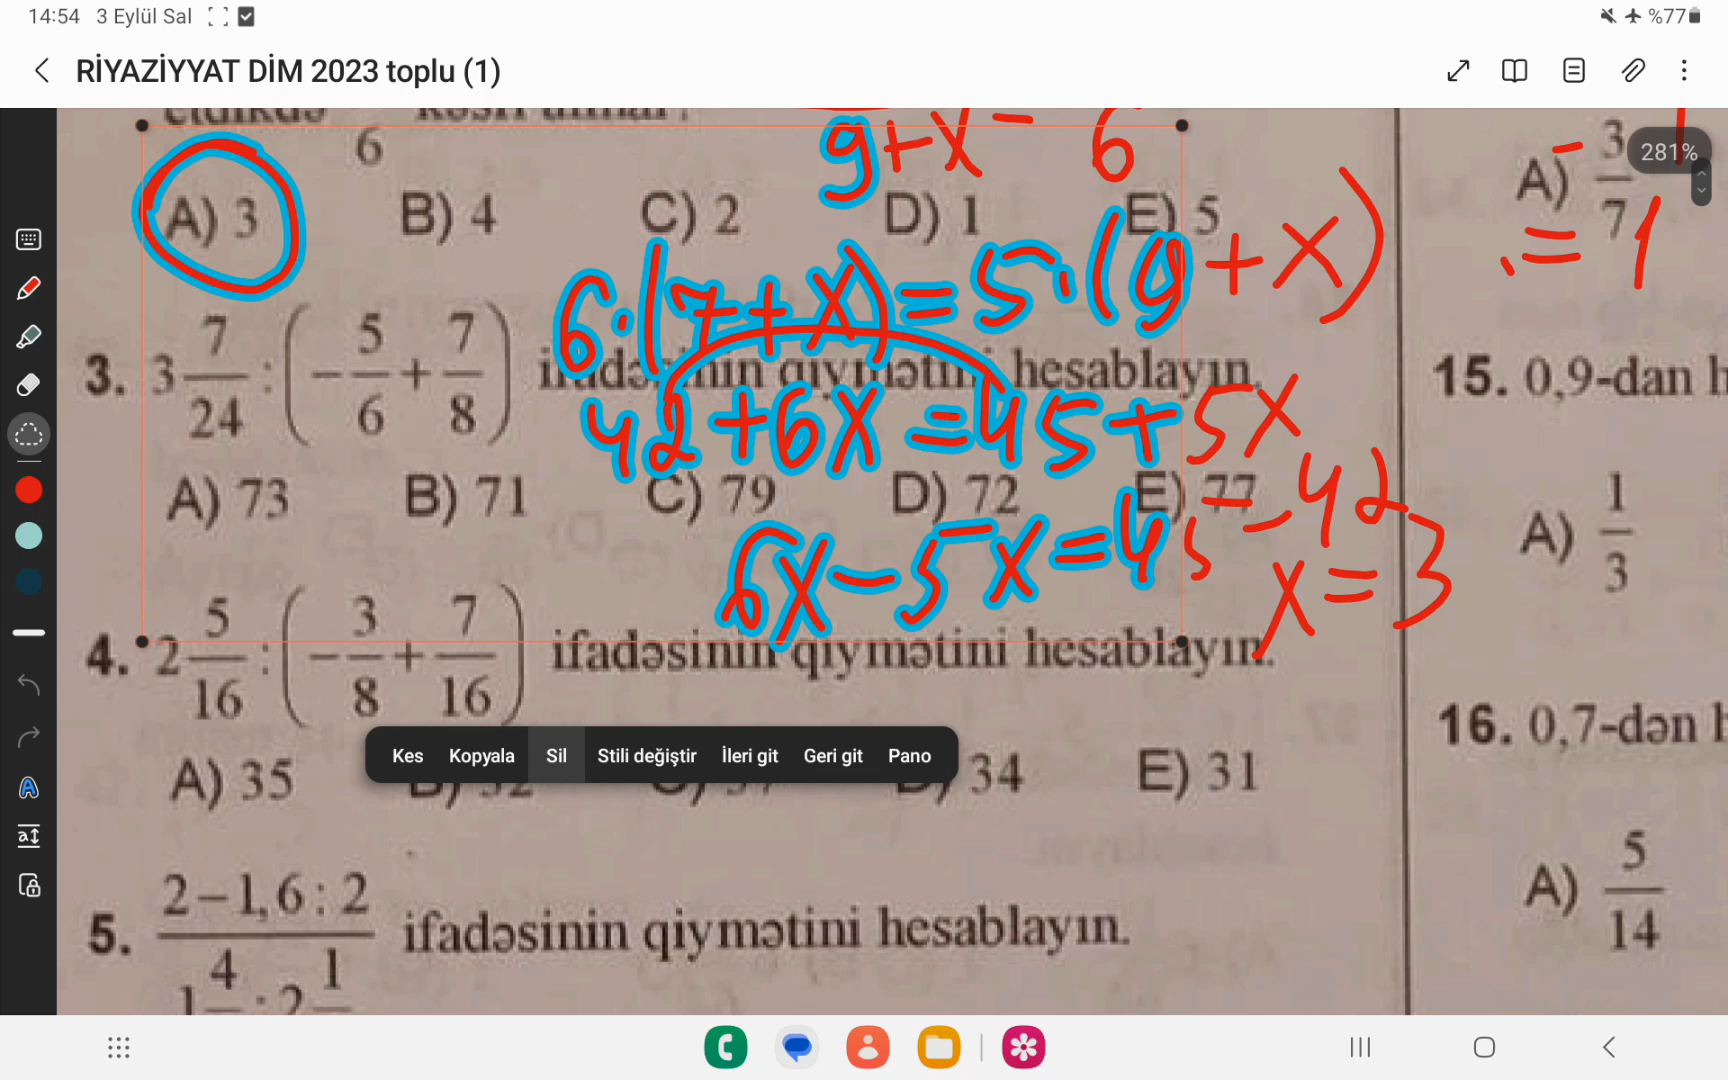 14:54 3 Eylül Sal %77
RİYAZİYYAT DİM 2023 toplu (1)
281%
6
A) 3 B) 4 C) 2 D) 1 E) 5
9+x - 6
6·(7+x)=5·(9+x)
42+6x=45+5x
6x-5x=45-42
x=3
3. 3 7/24 : (-5/6 + 7/8) ifadəsinin qiymətini hesablayın.
A) 73 B) 71 C) 79 D) 72 E) 77
4. 2 5/16 : (-3/8 + 7/16) ifadəsinin qiymətini hesablayın.
Kes Kopyala Sil Stili değiştir İleri git Geri git Pano
A) 35 34 E) 31
5. 2-1,6:2 ifadəsinin qiymətini hesablayın.
1 4 : 2 1
A) 3/7
= 1
15. 0,9-dan
A) 1/3
16. 0,7-dən
A) 5/14